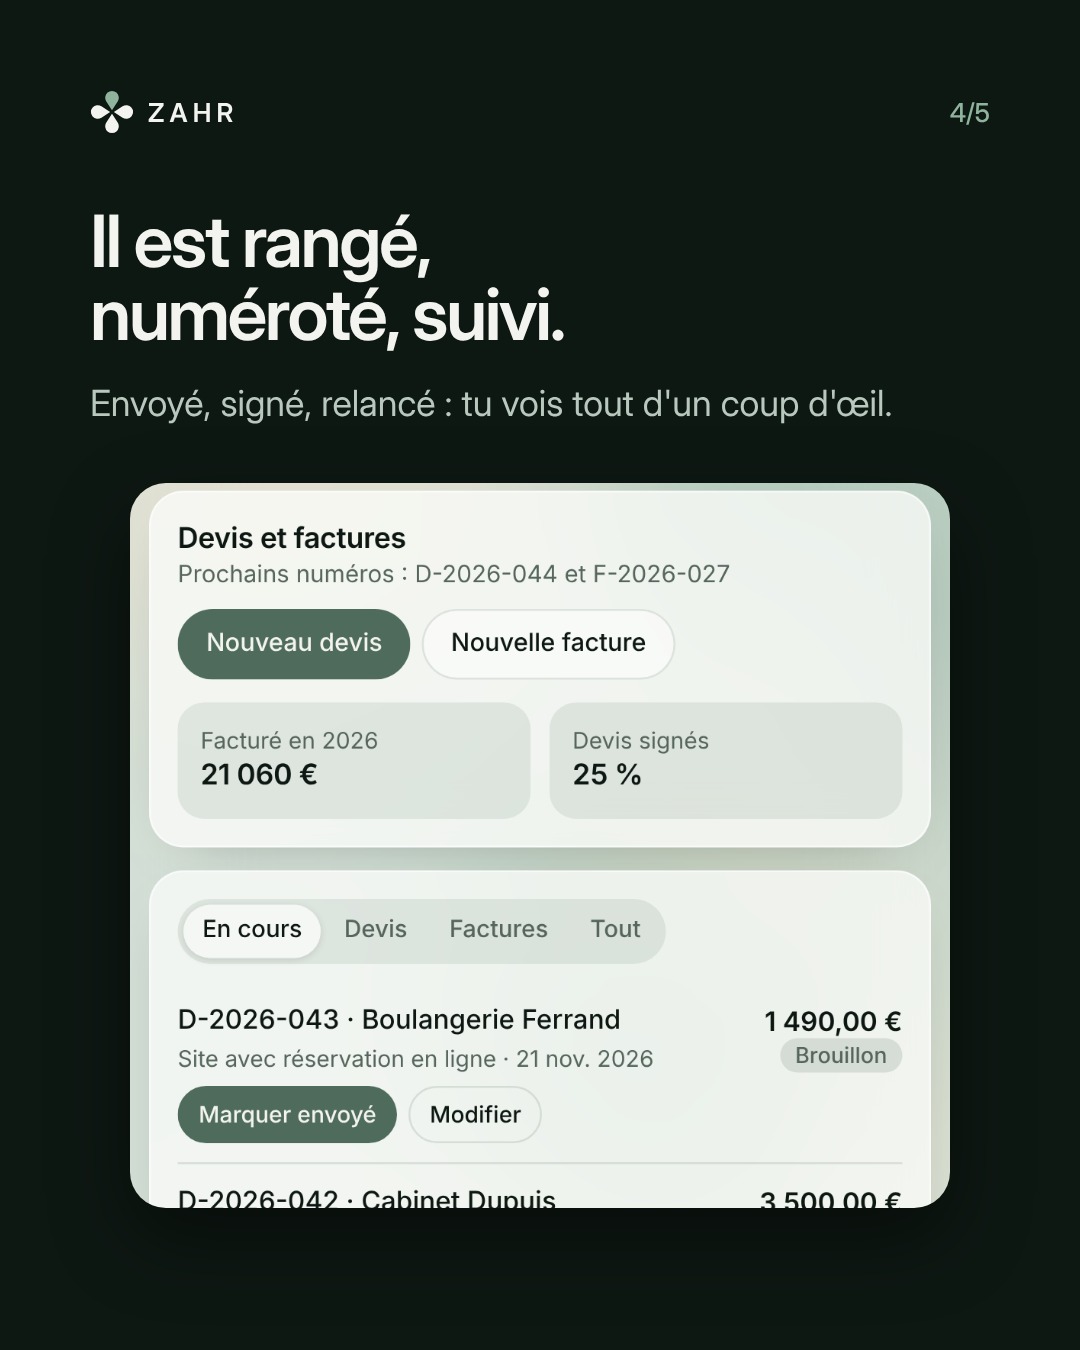 ZAHR
4/5
Il est rangé,
numéroté, suivi.
Envoyé, signé, relancé : tu vois tout d'un coup d'œil.
Devis et factures
Prochains numéros : D-2026-044 et F-2026-027
Nouveau devis
Nouvelle facture
Facturé en 2026
21 060 €
Devis signés
25 %
En cours
Devis
Factures
Tout
D-2026-043 · Boulangerie Ferrand
1 490,00 €
Site avec réservation en ligne · 21 nov. 2026
Brouillon
Marquer envoyé
Modifier
D-2026-042 · Cabinet Dupuis
3 500,00 €